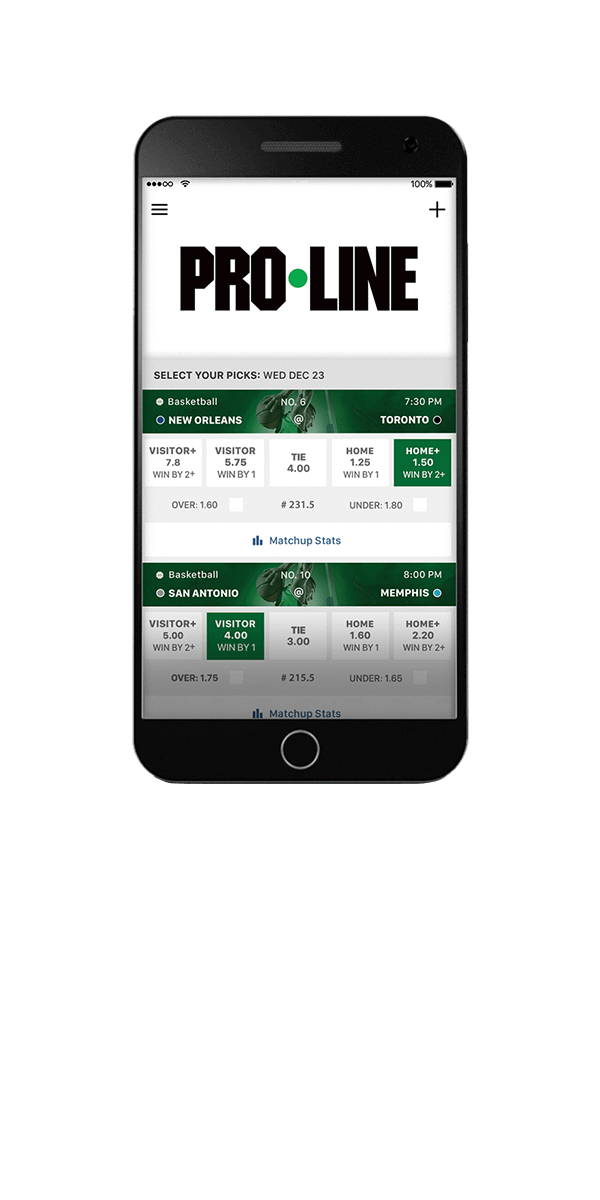 100%
PRO•LINE
SELECT YOUR PICKS: WED DEC 23
Basketball NO. 6 7:30 PM
NEW ORLEANS @ TORONTO
VISITOR+ VISITOR TIE HOME HOME+
7.8 5.75 4.00 1.25 1.50
WIN BY 2+ WIN BY 1 WIN BY 1 WIN BY 2+
OVER: 1.60 # 231.5 UNDER: 1.80
Matchup Stats
Basketball NO. 10 8:00 PM
SAN ANTONIO @ MEMPHIS
VISITOR+ VISITOR TIE HOME HOME+
5.00 4.00 3.00 1.60 2.20
WIN BY 2+ WIN BY 1 WIN BY 1 WIN BY 2+
OVER: 1.75 # 215.5 UNDER: 1.65
Matchup Stats